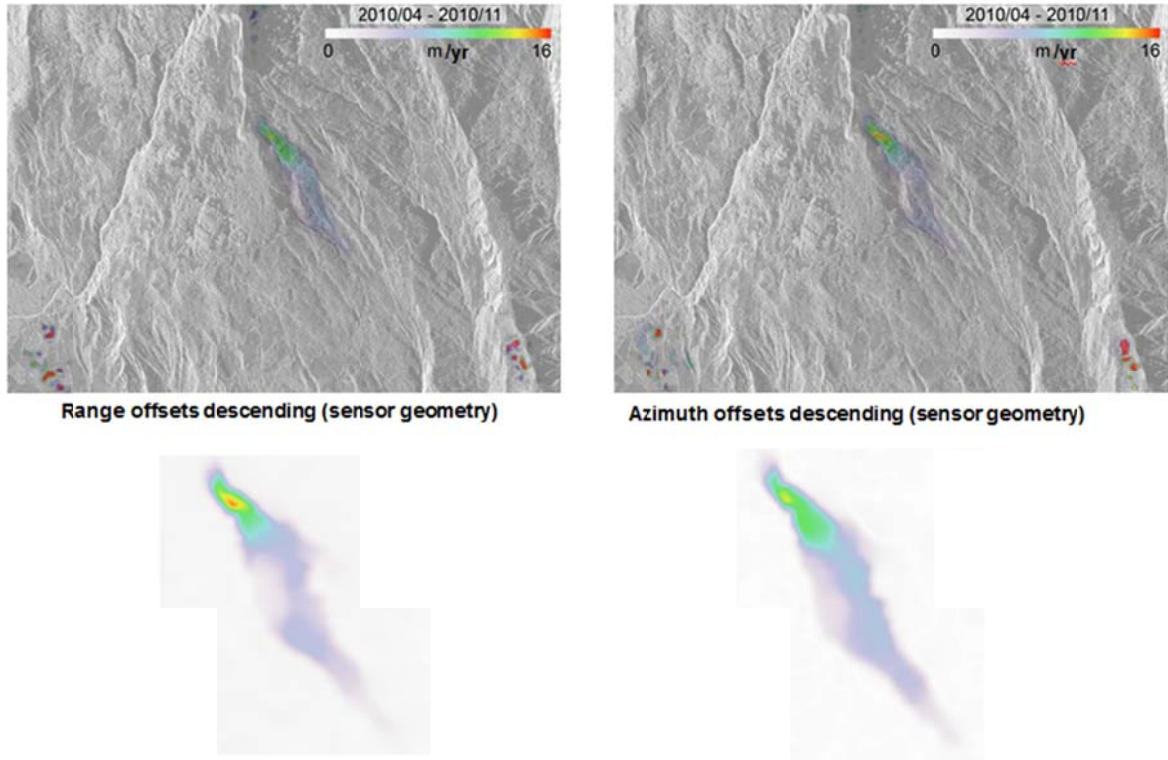 2010/04 - 2010/11
0 m/yr 16
2010/04 - 2010/11
0 m/yr 16
Range offsets descending (sensor geometry)
Azimuth offsets descending (sensor geometry)